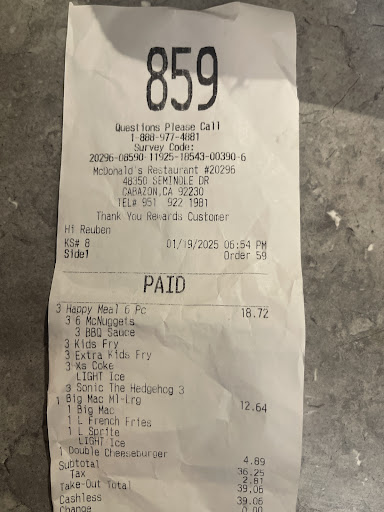 859
Questions Please Call
1-888-977-4881
Survey Code:
20296-08590-11925-18543-00390-6
McDonald's Restaurant #20296
48350 SEMINOLE DR
CABAZON,CA 92230
TEL# 951 922 1981
Thank You Rewards Customer
Hi Reuben
KS# 8 01/19/2025 06:54 PM
Side1 Order 59
PAID
3 Happy Meal 6 Pc 18.72
3 6 McNuggets
3 BBQ Sauce
3 Kids Fry
3 Extra Kids Fry
3 Xs Coke
LIGHT Ice
3 Sonic The Hedgehog 3
1 Big Mac Ml-Lrg 12.64
1 Big Mac
1 L French Fries
1 L Sprite
LIGHT Ice
1 Double Cheeseburger 4.89
Subtotal 36.25
Tax 2.81
Take-Out Total 39.06
Cashless 39.06
Change 0.00